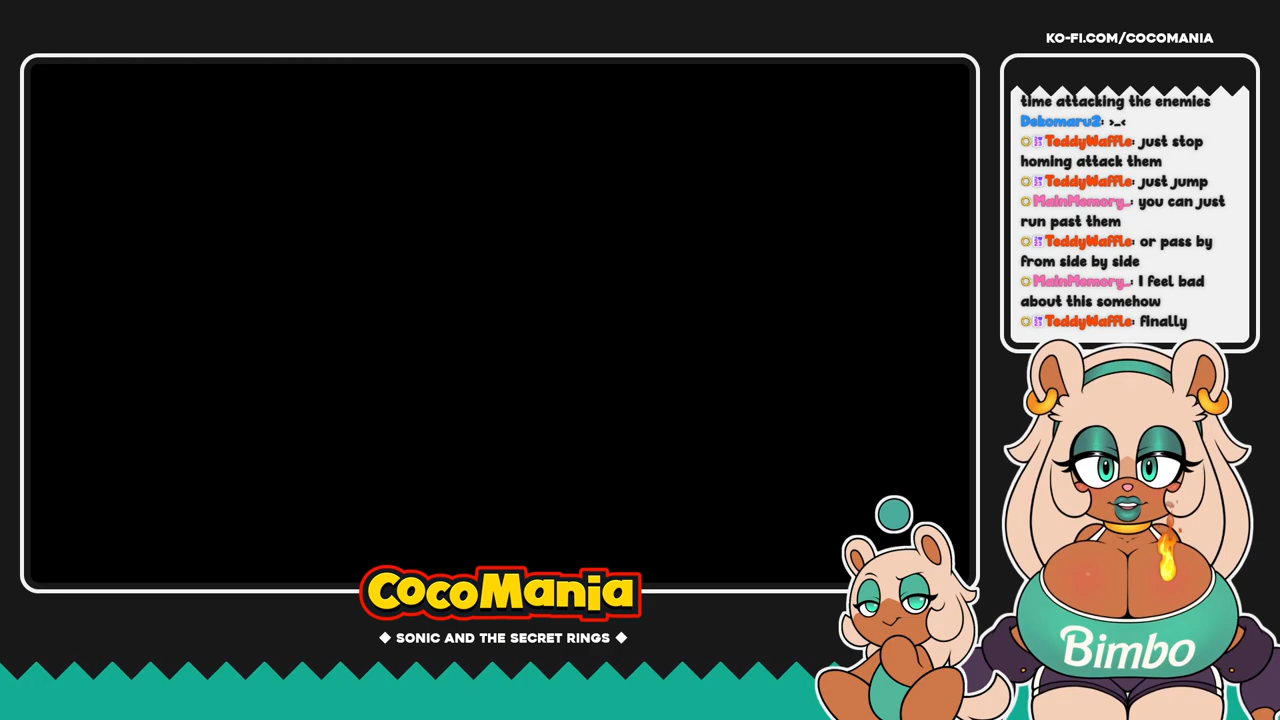 KO-FI.COM/COCOMANIA
time attacking the enemies
Dekomaru2: >_<
TeddyWaffle: just stop
homing attack them
TeddyWaffle: just jump
MainMemory_: you can just
run past them
TeddyWaffle: or pass by
from side by side
MainMemory_: I feel bad
about this somehow
TeddyWaffle: finally
CocoMania
◆ SONIC AND THE SECRET RINGS ◆
Bimbo